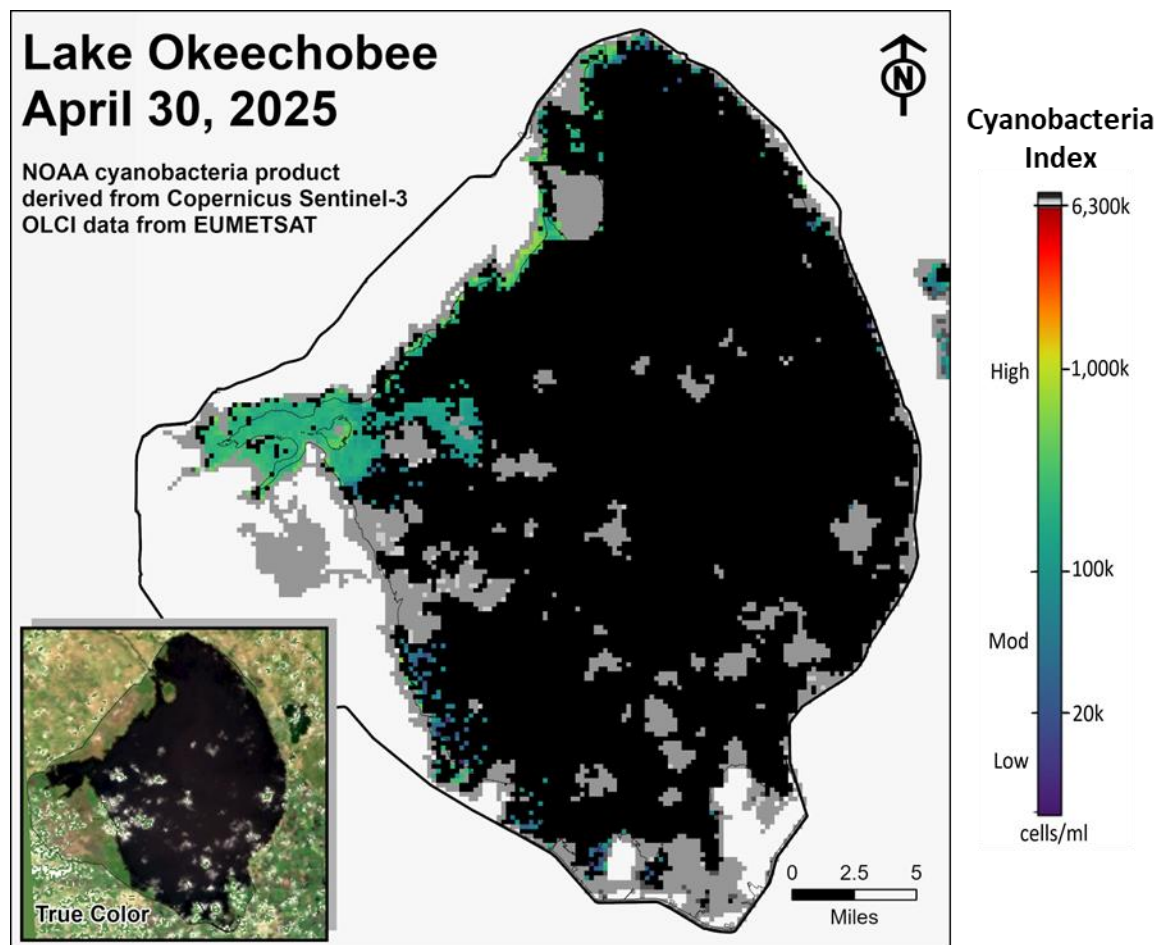 Lake Okeechobee
April 30, 2025
NOAA cyanobacteria product
derived from Copernicus Sentinel-3
OLCI data from EUMETSAT
N
Cyanobacteria
Index
6,300k
High
1,000k
100k
Mod
20k
Low
cells/ml
0 2.5 5
Miles
True Color